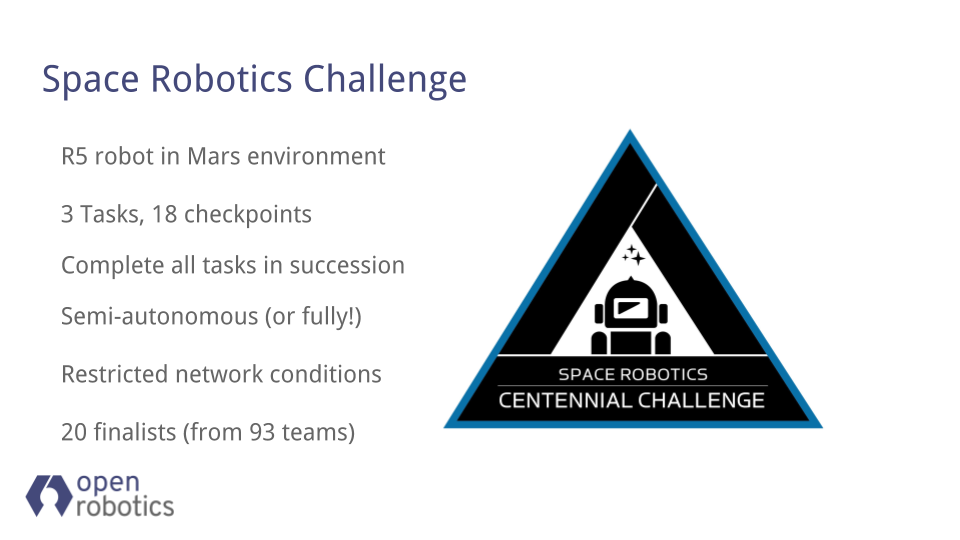 Space Robotics Challenge
R5 robot in Mars environment
3 Tasks, 18 checkpoints
Complete all tasks in succession
Semi-autonomous (or fully!)
Restricted network conditions
20 finalists (from 93 teams)
SPACE ROBOTICS
CENTENNIAL CHALLENGE
open
robotics